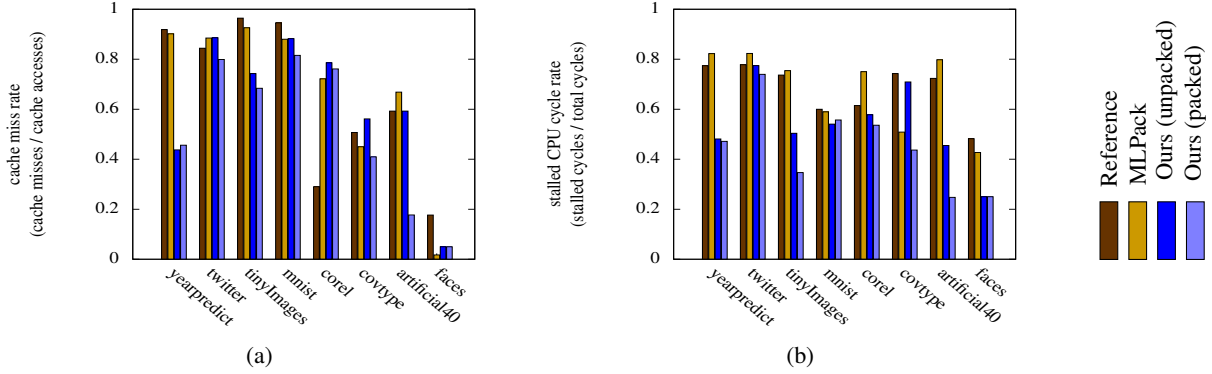 cache miss rate
(cache misses / cache accesses)
1
0.8
0.6
0.4
0.2
0
yearpredict
twitter
tinyImages
mnist
corel
covtype
artificial40
faces
(a)
stalled CPU cycle rate
(stalled cycles / total cycles)
1
0.8
0.6
0.4
0.2
0
yearpredict
twitter
tinyImages
mnist
corel
covtype
artificial40
faces
(b)
Reference
MLPack
Ours (unpacked)
Ours (packed)